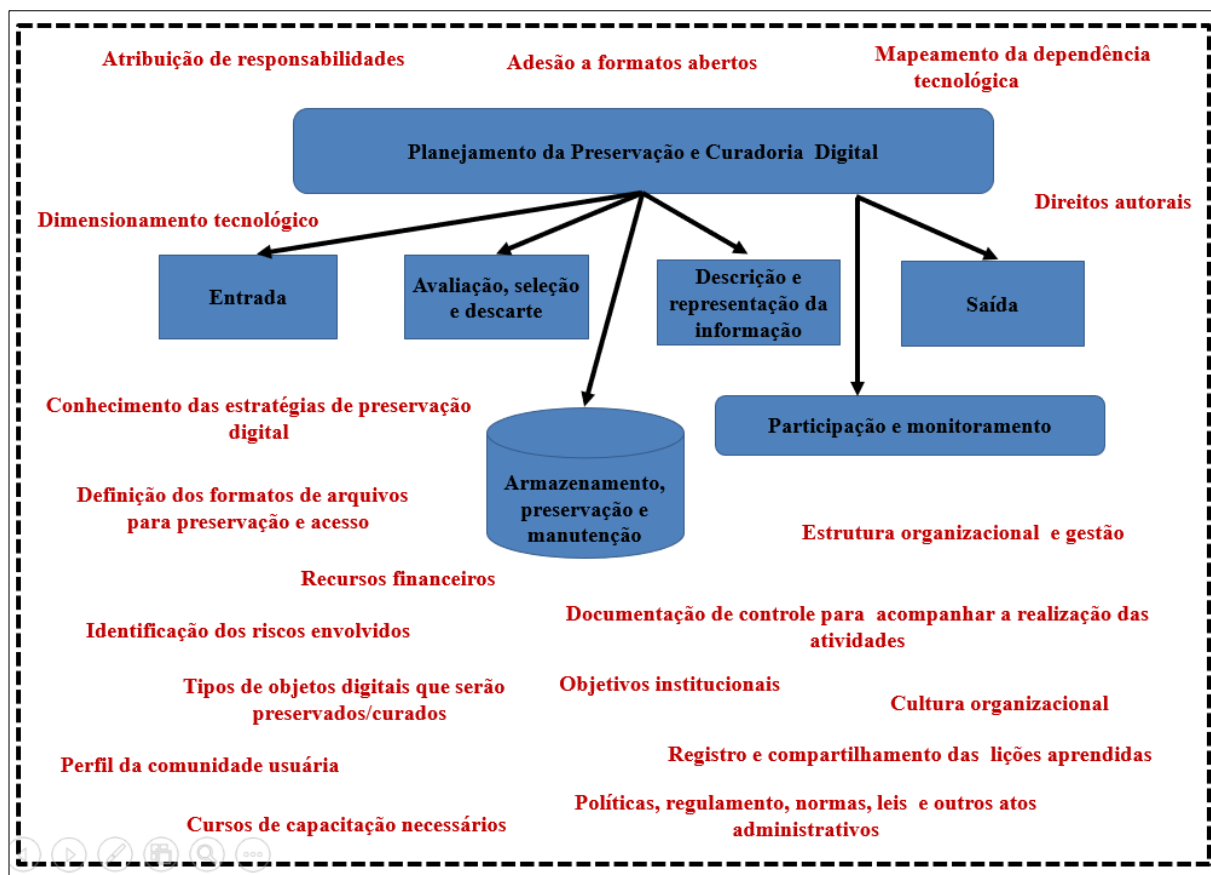 Atribuição de responsabilidades
Adesão a formatos abertos
Mapeamento da dependência
tecnológica
Planejamento da Preservação e Curadoria Digital
Dimensionamento tecnológico
Direitos autorais
Entrada
Avaliação, seleção
e descarte
Descrição e
representação da
informação
Saída
Conhecimento das estratégias de preservação
digital
Participação e monitoramento
Armazenamento,
preservação e
manutenção
Definição dos formatos de arquivos
para preservação e acesso
Estrutura organizacional e gestão
Recursos financeiros
Identificação dos riscos envolvidos
Documentação de controle para acompanhar a realização das
atividades
Tipos de objetos digitais que serão
preservados/curados
Objetivos institucionais
Cultura organizacional
Perfil da comunidade usuária
Registro e compartilhamento das lições aprendidas
Cursos de capacitação necessários
Políticas, regulamento, normas, leis e outros atos
administrativos